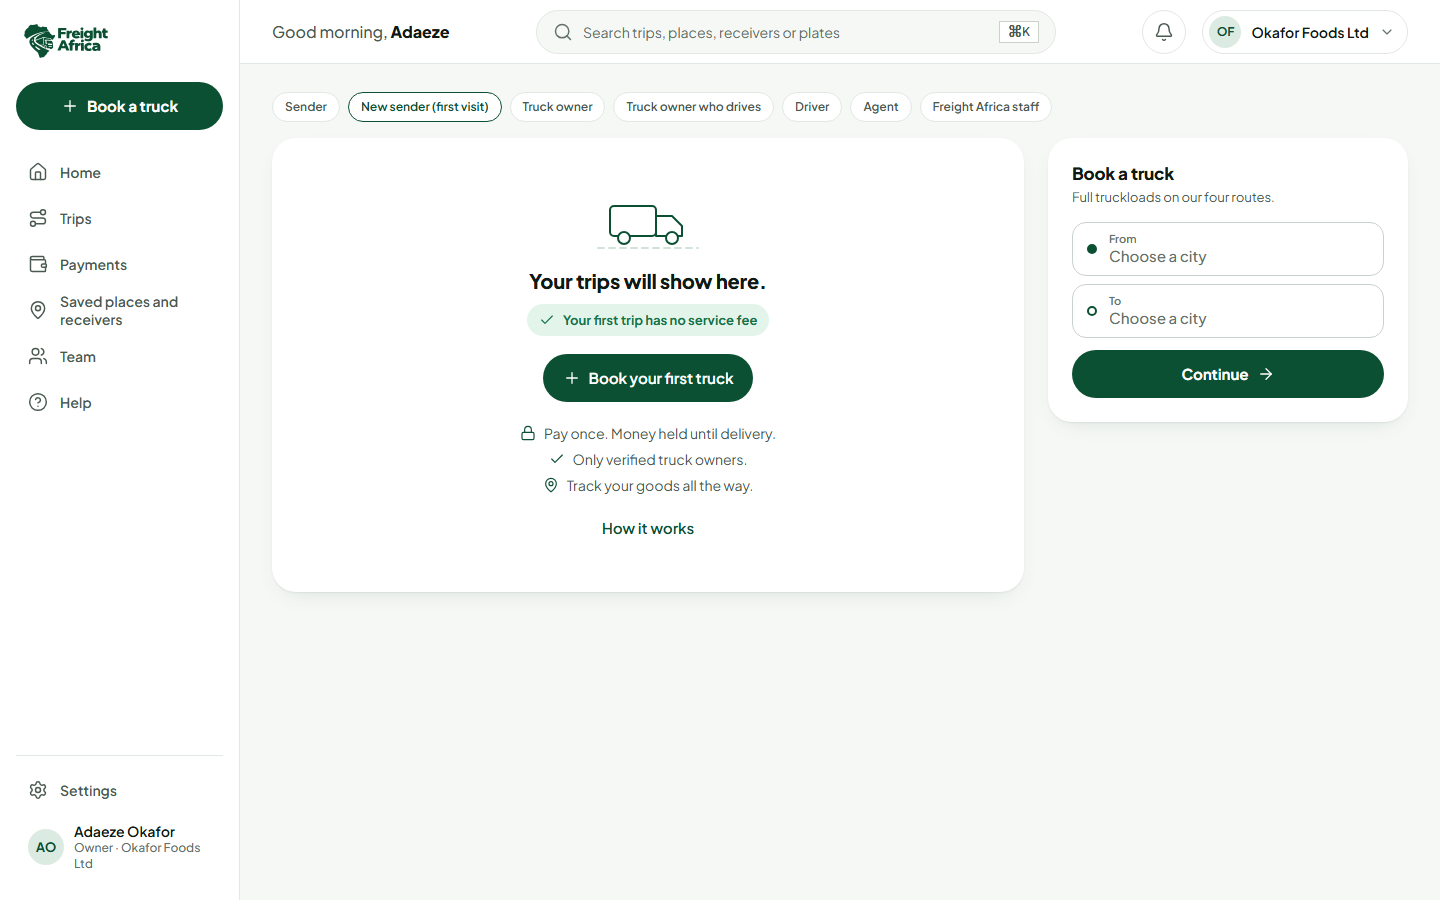 Freight
Africa
Good morning, Adaeze
Search trips, places, receivers or plates
⌘K
OF
Okafor Foods Ltd
Book a truck
Home
Trips
Payments
Saved places and
receivers
Team
Help
Settings
AO
Adaeze Okafor
Owner · Okafor Foods
Ltd
Sender
New sender (first visit)
Truck owner
Truck owner who drives
Driver
Agent
Freight Africa staff
Your trips will show here.
Your first trip has no service fee
Book your first truck
Pay once. Money held until delivery.
Only verified truck owners.
Track your goods all the way.
How it works
Book a truck
Full truckloads on our four routes.
From
Choose a city
To
Choose a city
Continue